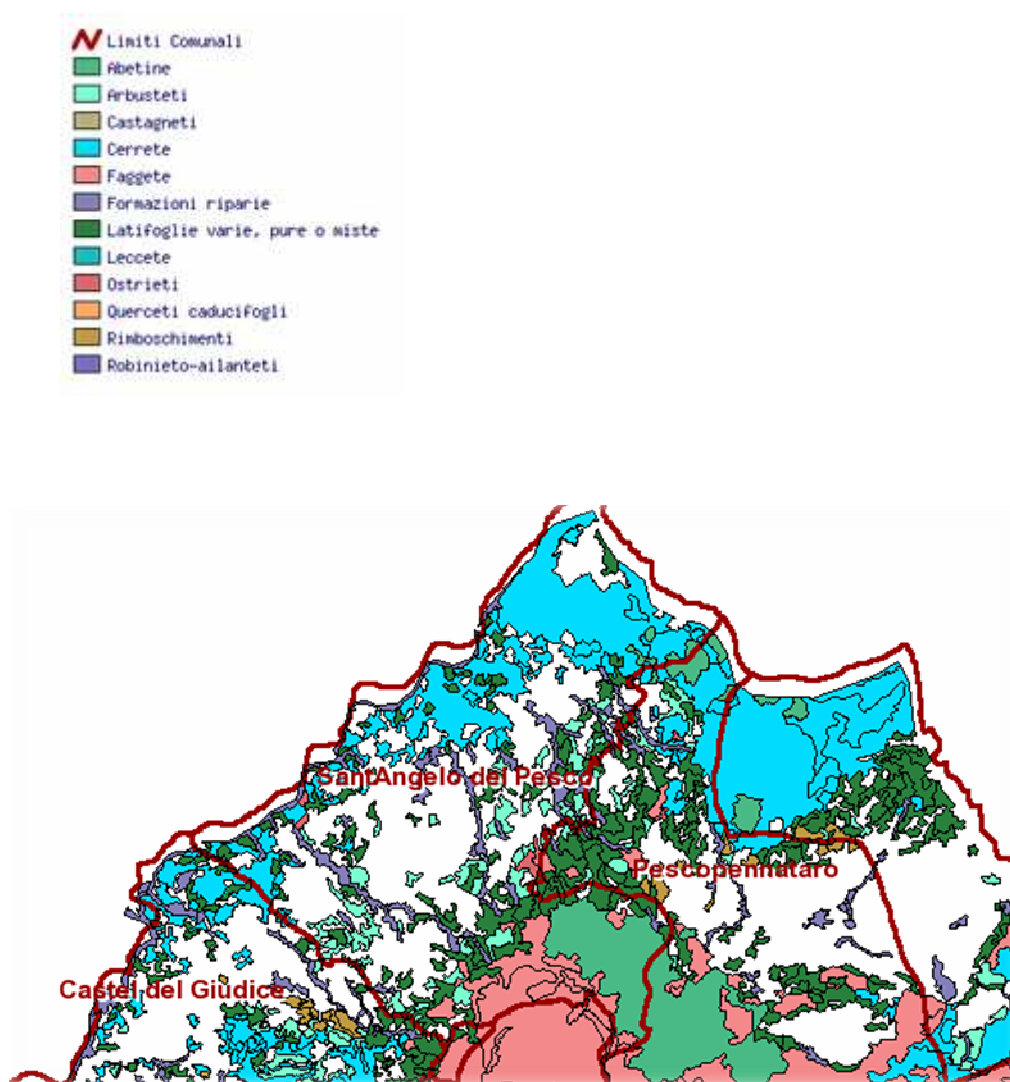 Limiti Comunali
Abetine
Arbusteti
Castagneti
Cerrete
Faggete
Formazioni riparie
Latifoglie varie, pure o miste
Leccete
Ostrieti
Querceti caducifogli
Rimboschimenti
Robinieto-ailanteti
Sant'Angelo del Pesco
Pescopennataro
Castel del Giudice